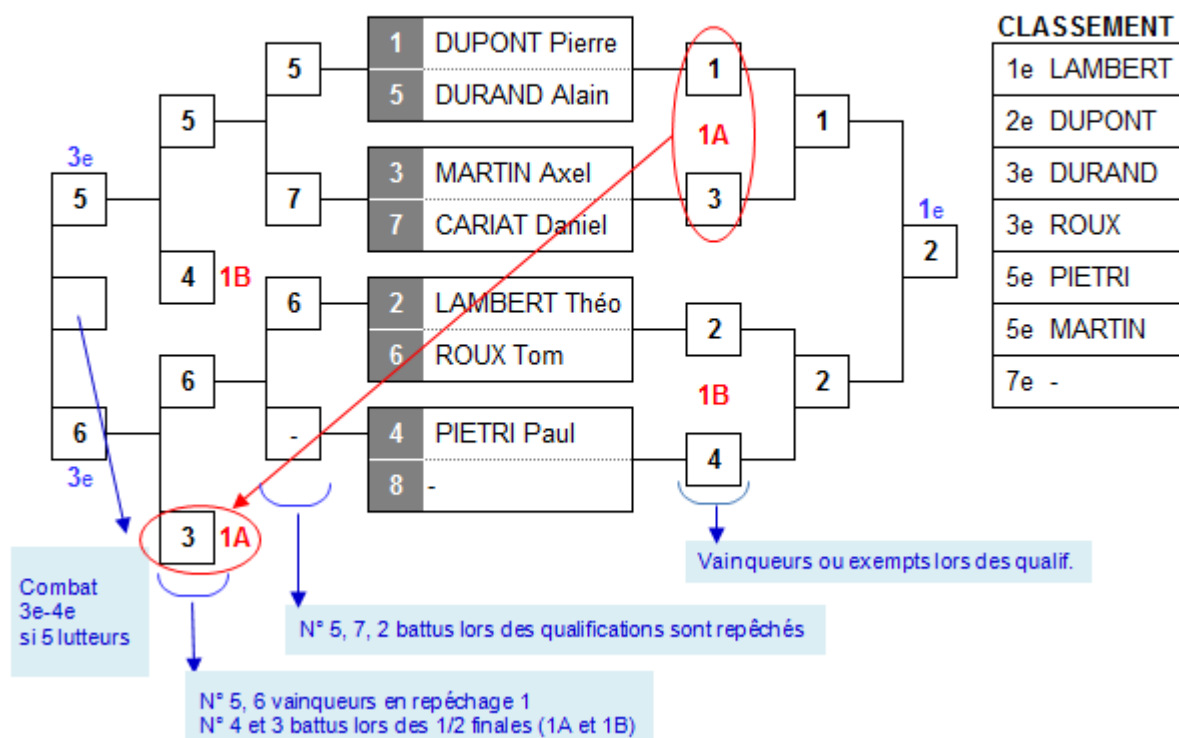 CLASSEMENT
1e LAMBERT
2e DUPONT
3e DURAND
3e ROUX
5e PIETRI
5e MARTIN
7e -
1 DUPONT Pierre
5 DURAND Alain
3 MARTIN Axel
7 CARIAT Daniel
2 LAMBERT Théo
6 ROUX Tom
4 PIETRI Paul
8 -
5
7
6
-
5
4 1B
6
3 1A
3e
5
6
3e
1
1A
3
2
1B
4
1
2
1e
2
Combat
3e-4e
si 5 lutteurs
Vainqueurs ou exempts lors des qualif.
N° 5, 7, 2 battus lors des qualifications sont repêchés
N° 5, 6 vainqueurs en repéchage 1
N° 4 et 3 battus lors des 1/2 finales (1A et 1B)